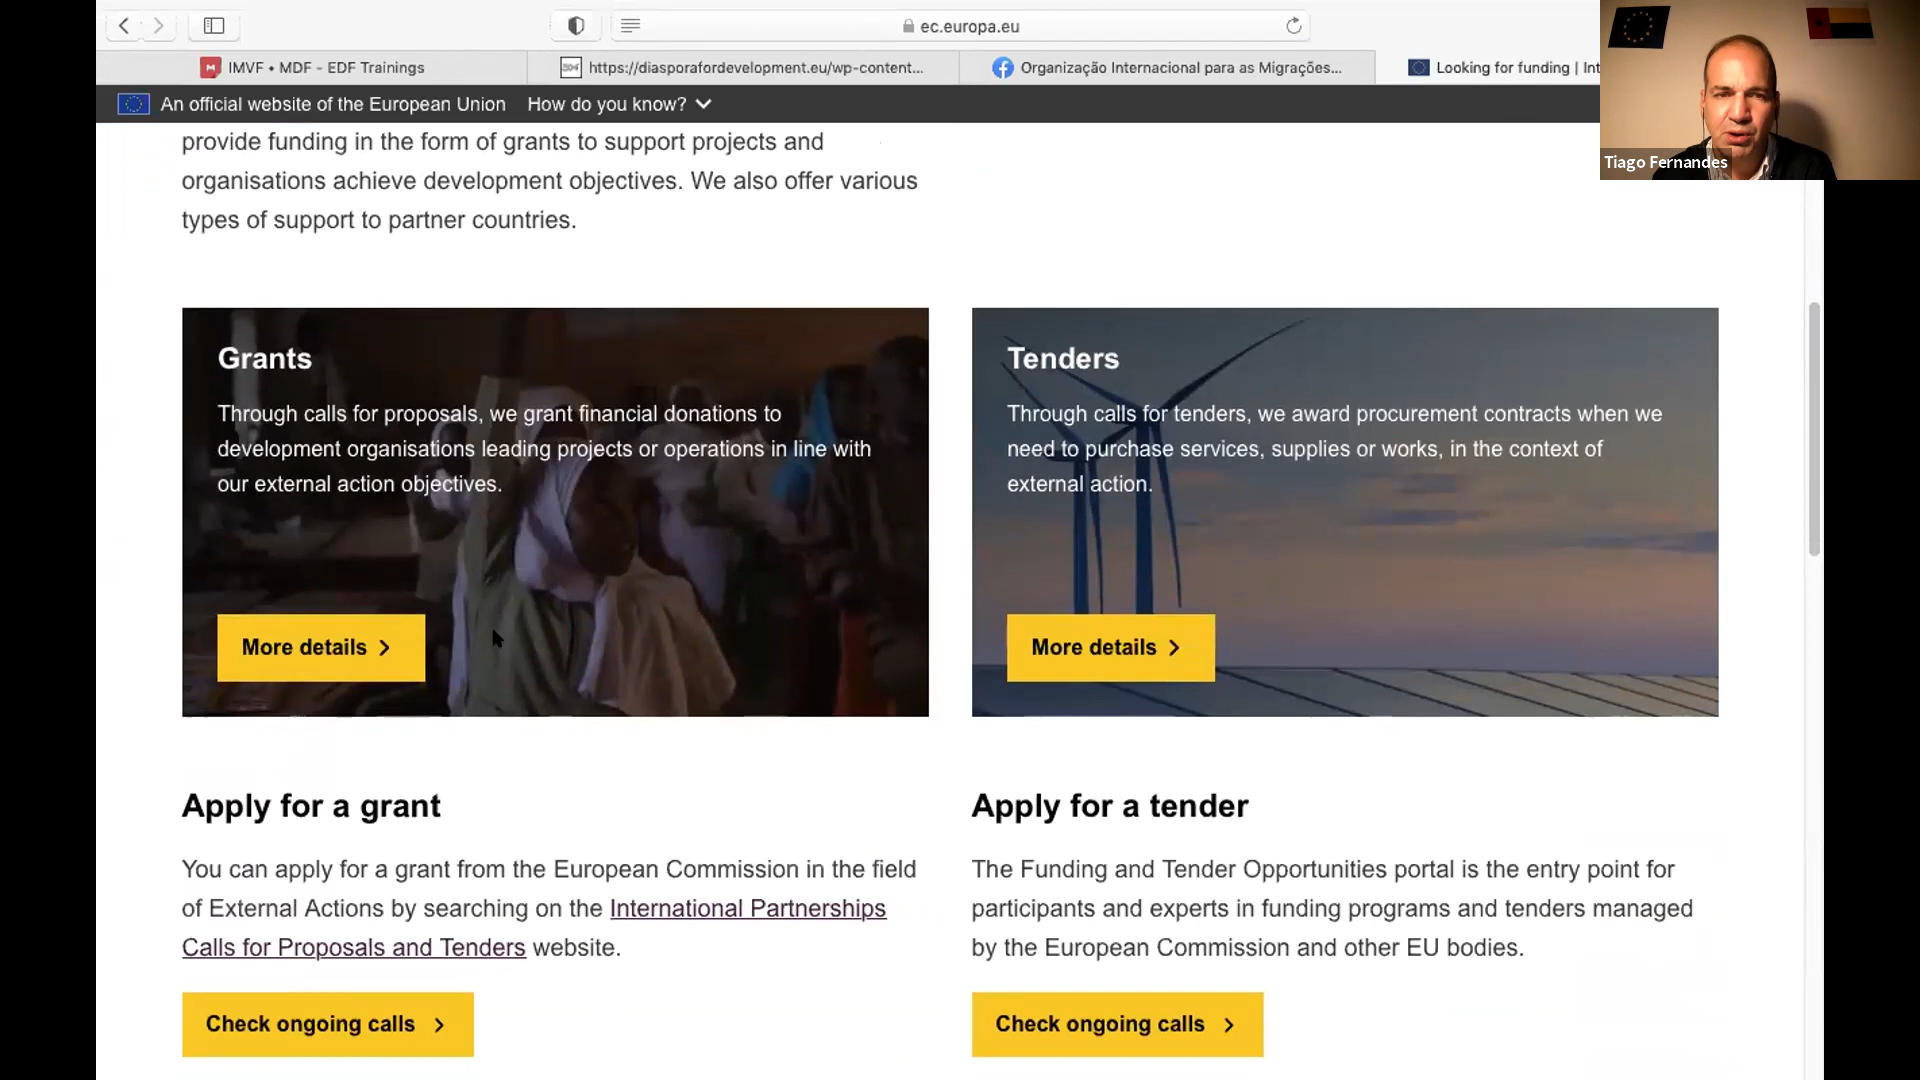 ec.europa.eu
IMVF • MDF - EDF Trainings
https://diasporafordevelopment.eu/wp-content...
Organização Internacional para as Migrações...
Looking for funding | Int
An official website of the European Union
How do you know?
Tiago Fernandes
provide funding in the form of grants to support projects and
organisations achieve development objectives. We also offer various
types of support to partner countries.
Grants
Through calls for proposals, we grant financial donations to
development organisations leading projects or operations in line with
our external action objectives.
More details
Tenders
Through calls for tenders, we award procurement contracts when we
need to purchase services, supplies or works, in the context of
external action.
More details
Apply for a grant
You can apply for a grant from the European Commission in the field
of External Actions by searching on the International Partnerships
Calls for Proposals and Tenders website.
Check ongoing calls
Apply for a tender
The Funding and Tender Opportunities portal is the entry point for
participants and experts in funding programs and tenders managed
by the European Commission and other EU bodies.
Check ongoing calls